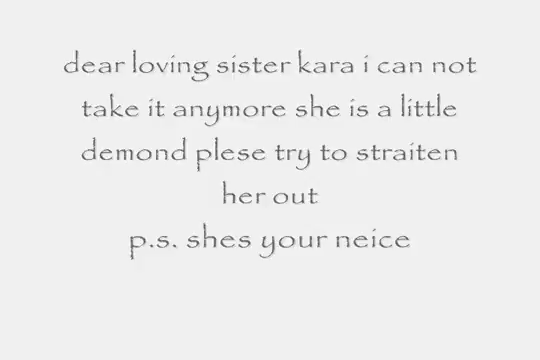 dear loving sister kara i can not
take it anymore she is a little
demond plese try to straiten
her out
p.s. shes your neice